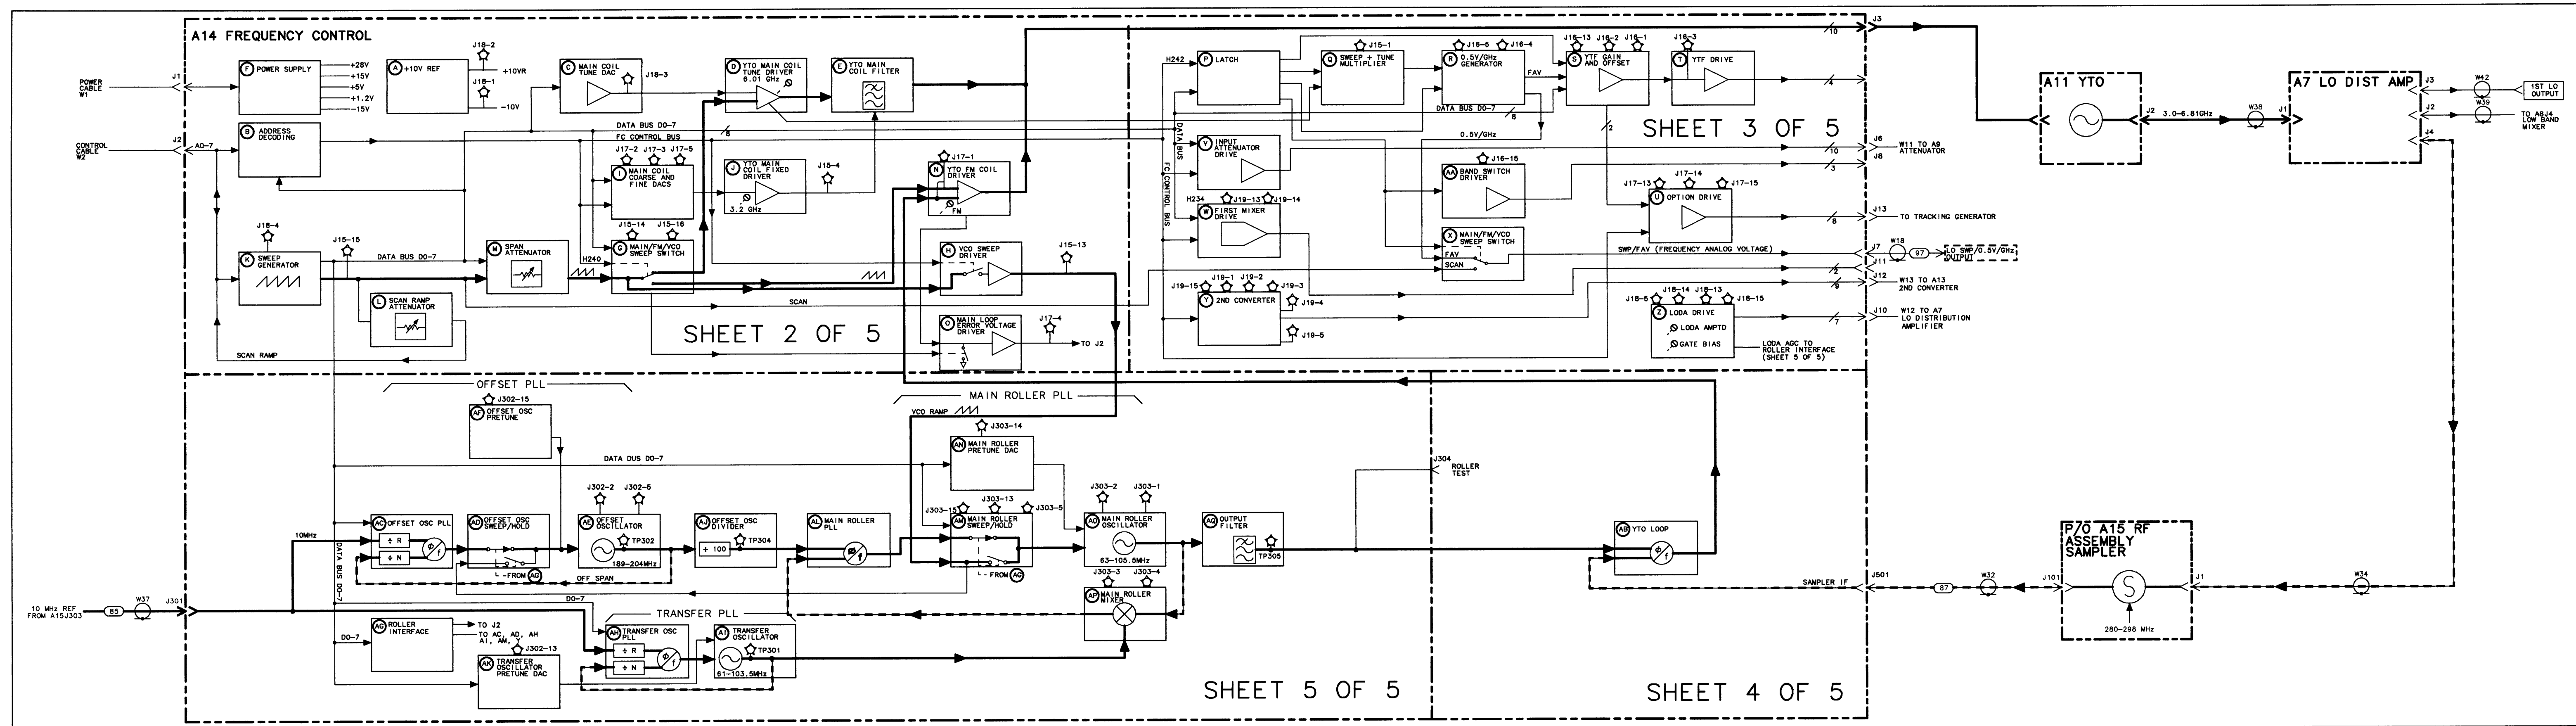 A14 FREQUENCY CONTROL
POWER
CABLE
W1
J1
F POWER SUPPLY
+28V
+15V
+5V
+1.2V
-15V
A +10V REF
J18-2
+10VR
J18-1
-10V
C MAIN COIL
TUNE DAC
J18-3
D YTO MAIN COIL
TUNE DRIVER
6.01 GHz
E YTO MAIN
COIL FILTER
CONTROL
CABLE
W2
J2
A0-7
B ADDRESS
DECODING
DATA BUS D0-7
8
FC CONTROL BUS
J17-2
J17-3
J17-5
I MAIN COIL
COARSE AND
FINE DACS
J YTO MAIN
COIL FIXED
DRIVER
3.2 GHz
J15-4
J17-1
N YTO FM COIL
DRIVER
FM
J18-4
K SWEEP
GENERATOR
J15-15
DATA BUS D0-7
M SPAN
ATTENUATOR
H240
J15-14
J15-16
G MAIN/FM/VCO
SWEEP SWITCH
H VCO SWEEP
DRIVER
J15-13
L SCAN RAMP
ATTENUATOR
SCAN RAMP
SCAN
O MAIN LOOP
ERROR VOLTAGE
DRIVER
J17-4
TO J2
SHEET 2 OF 5
H242
P LATCH
J15-1
Q SWEEP + TUNE
MULTIPLIER
J16-5
J16-4
R 0.5V/GHz
GENERATOR
FAV
J16-13
J16-2
J16-1
S YTF GAIN
AND OFFSET
J16-3
T YTF DRIVE
10
J3
4
DATA BUS D0-7
8
2
0.5V/GHz
SHEET 3 OF 5
DATA BUS
FC CONTROL BUS
V INPUT
ATTENUATOR
DRIVE
10
J6
W11 TO A9
ATTENUATOR
J8
3
J16-15
AA BAND SWITCH
DRIVER
H234
J19-13
J19-14
W FIRST MIXER
DRIVE
J17-13
J17-14
J17-15
U OPTION DRIVE
8
J13
TO TRACKING GENERATOR
X MAIN/FM/VCO
SWEEP SWITCH
FAV
SCAN
SWP/FAV (FREQUENCY ANALOG VOLTAGE)
J7
W18
97
LO SWP/0.5V/GHz
OUTPUT
J11
2
J12
9
W13 TO A13
2ND CONVERTER
J19-15
J19-1
J19-2
J19-3
Y 2ND CONVERTER
J19-4
J19-5
J18-5
J18-14
J18-13
J18-15
Z LODA DRIVE
LODA AMPTD
GATE BIAS
7
J10
W12 TO A7
LO DISTRIBUTION
AMPLIFIER
LODA AGC TO
ROLLER INTERFACE
(SHEET 5 OF 5)
A11 YTO
J2
3.0-6.81GHz
W38
J1
A7 LO DIST AMP
J3
W42
1ST LO
OUTPUT
J2
W39
TO A8J4
LOW BAND
MIXER
J4
OFFSET PLL
J302-15
AF OFFSET OSC
PRETUNE
MAIN ROLLER PLL
VCO RAMP
J303-14
AN MAIN ROLLER
PRETUNE DAC
DATA DUS D0-7
J304
ROLLER
TEST
10MHz
AC OFFSET OSC PLL
÷ R
÷ N
Φ/f
AD OFFSET OSC
SWEEP/HOLD
FROM AG
J302-2
J302-5
AE OFFSET
OSCILLATOR
TP302
189-204MHz
OFF SPAN
AJ OFFSET OSC
DIVIDER
÷ 100
TP304
AL MAIN ROLLER
PLL
Φ/f
J303-15
J303-13
J303-5
AM MAIN ROLLER
SWEEP/HOLD
FROM AG
J303-2
J303-1
AO MAIN ROLLER
OSCILLATOR
63-105.5MHz
AQ OUTPUT
FILTER
TP305
AB YTO LOOP
Φ/f
DATA BUS D0-7
10 MHz REF
FROM A15J303
85
W37
J301
D0-7
AG ROLLER
INTERFACE
TO J2
TO AC, AD, AH
AI, AM, Y
D0-7
J302-13
AK TRANSFER
OSCILLATOR
PRETUNE DAC
TRANSFER PLL
AH TRANSFER OSC
PLL
÷ R
÷ N
Φ/f
AI TRANSFER
OSCILLATOR
TP301
61-103.5MHz
J303-3
J303-4
AP MAIN ROLLER
MIXER
SAMPLER IF
J501
87
W32
J101
P/O A15 RF
ASSEMBLY
SAMPLER
S
280-298 MHz
J1
W34
SHEET 5 OF 5
SHEET 4 OF 5